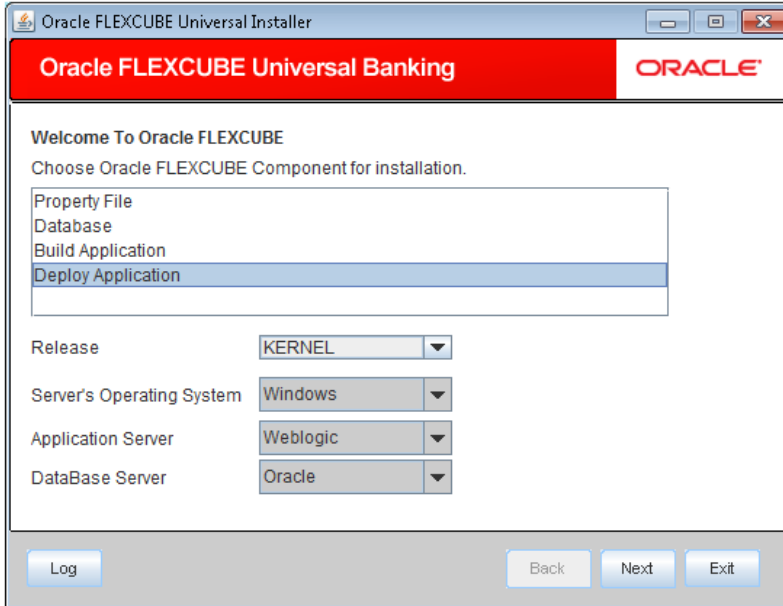 Oracle FLEXCUBE Universal Installer
Oracle FLEXCUBE Universal Banking
ORACLE
Welcome To Oracle FLEXCUBE
Choose Oracle FLEXCUBE Component for installation.
Property File
Database
Build Application
Deploy Application
Release KERNEL
Server's Operating System Windows
Application Server Weblogic
DataBase Server Oracle
Log Back Next Exit